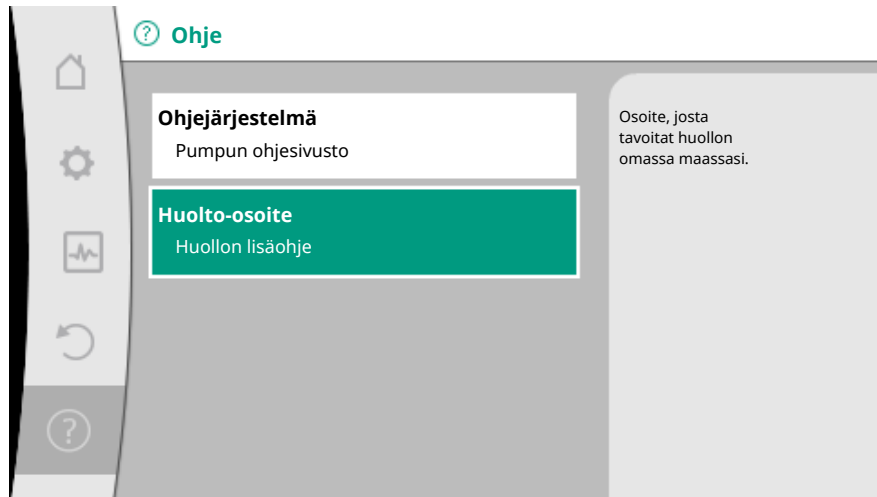 Ohje
Ohjejärjestelmä
Pumpun ohjesivusto
Huolto-osoite
Huollon lisäohje
Osoite, josta
tavoitat huollon
omassa maassasi.